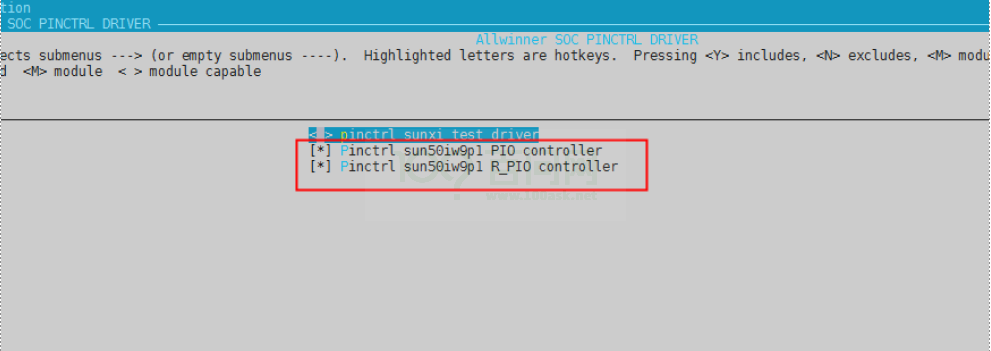 tion
SOC PINCTRL DRIVER
Allwinner SOC PINCTRL DRIVER
ects submenus ---> (or empty submenus ----). Highlighted letters are hotkeys. Pressing <Y> includes, <N> excludes, <M> modu
d <M> module < > module capable
< > pinctrl sunxi test driver
[*] Pinctrl sun50iw9p1 PIO controller
[*] Pinctrl sun50iw9p1 R_PIO controller
www.100ask.net